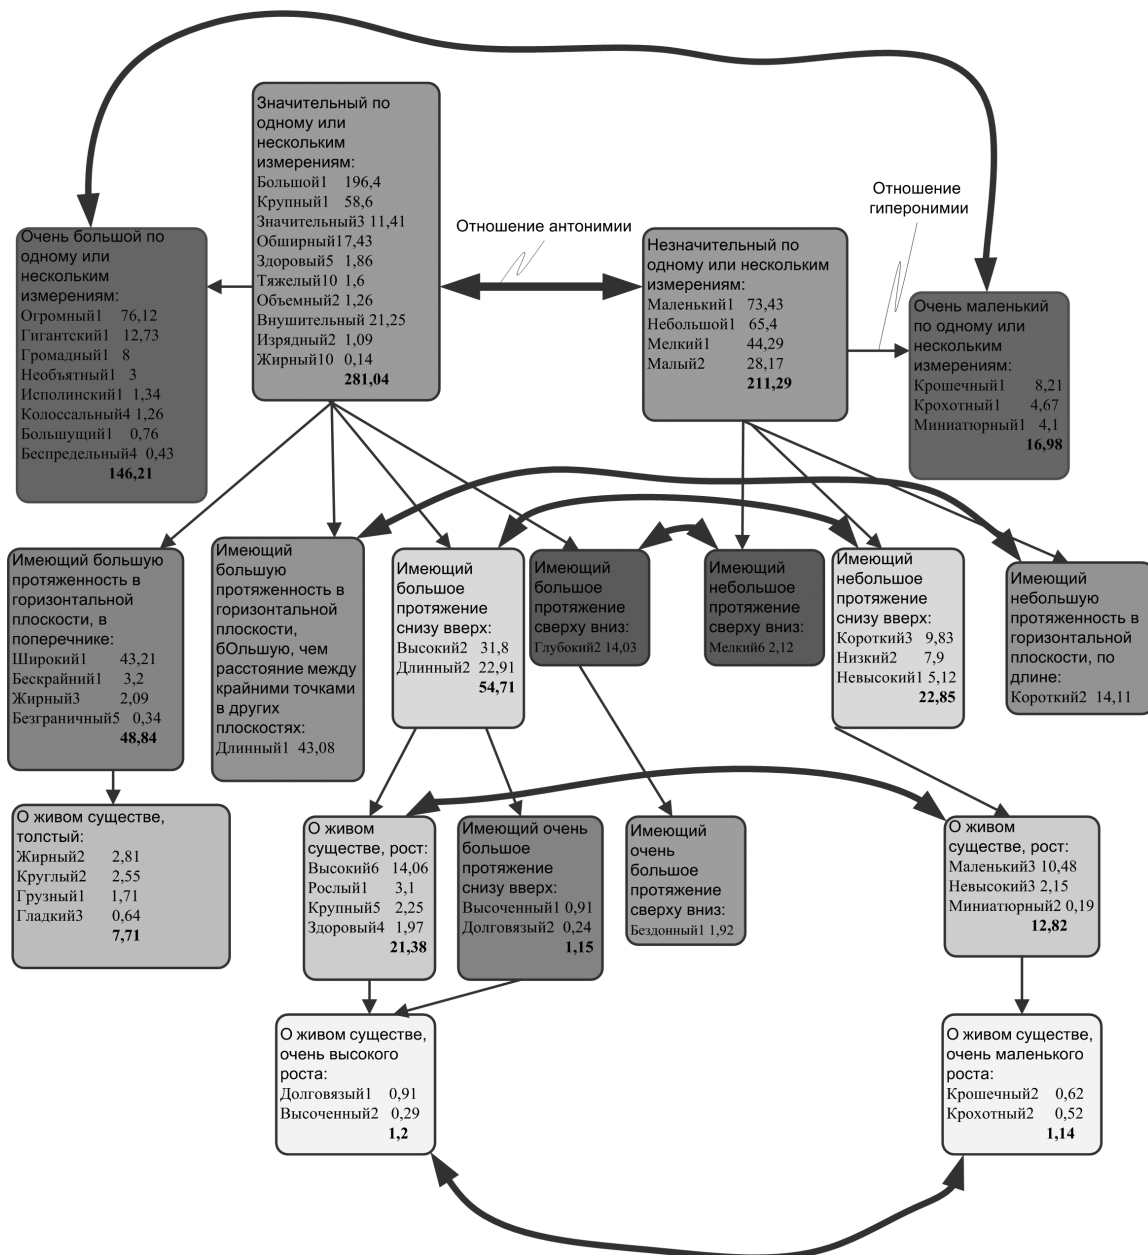 Значительный по
одному или
нескольким
измерениям:
Большой1 196,4
Крупный1 58,6
Значительный3 11,41
Обширный17,43
Здоровый5 1,86
Тяжелый10 1,6
Объемный2 1,26
Внушительный 21,25
Изрядный2 1,09
Жирный10 0,14
281,04
Отношение
гиперонимии
Отношение антонимии
Очень большой по
одному или
нескольким
измерениям:
Огромный1 76,12
Гигантский1 12,73
Громадный1 8
Необъятный1 3
Исполинский1 1,34
Колоссальный4 1,26
Большущий1 0,76
Беспредельный4 0,43
146,21
Незначительный по
одному или нескольким
измерениям:
Маленький1 73,43
Небольшой1 65,4
Мелкий1 44,29
Малый2 28,17
211,29
Очень маленький
по одному или
нескольким
измерениям:
Крошечный1 8,21
Крохотный1 4,67
Миниатюрный1 4,1
16,98
Имеющий большую
протяженность в
горизонтальной
плоскости, в
поперечнике:
Широкий1 43,21
Бескрайний1 3,2
Жирный3 2,09
Безграничный5 0,34
48,84
Имеющий
большую
протяженность в
горизонтальной
плоскости,
бОльшую, чем
расстояние между
крайними точками
в других
плоскостях:
Длинный1 43,08
Имеющий
большое
протяжение
снизу вверх:
Высокий2 31,8
Длинный2 22,91
54,71
Имеющий
большое
протяжение
сверху вниз:
Глубокий2 14,03
Имеющий
небольшое
протяжение
сверху вниз:
Мелкий6 2,12
Имеющий
небольшое
протяжение
снизу вверх:
Короткий3 9,83
Низкий2 7,9
Невысокий1 5,12
22,85
Имеющий
небольшую
протяженность в
горизонтальной
плоскости, по
длине:
Короткий2 14,11
О живом существе,
толстый:
Жирный2 2,81
Круглый2 2,55
Грузный1 1,71
Гладкий3 0,64
7,71
О живом
существе, рост:
Высокий6 14,06
Рослый1 3,1
Крупный5 2,25
Здоровый4 1,97
21,38
Имеющий очень
большое
протяжение
снизу вверх:
Высоченный1 0,91
Долговязый2 0,24
1,15
Имеющий
очень
большое
протяжение
сверху вниз:
Бездонный1 1,92
О живом
существе, рост:
Маленький3 10,48
Невысокий3 2,15
Миниатюрный2 0,19
12,82
О живом существе,
очень высокого
роста:
Долговязый1 0,91
Высоченный2 0,29
1,2
О живом существе,
очень маленького
роста:
Крошечный2 0,62
Крохотный2 0,52
1,14